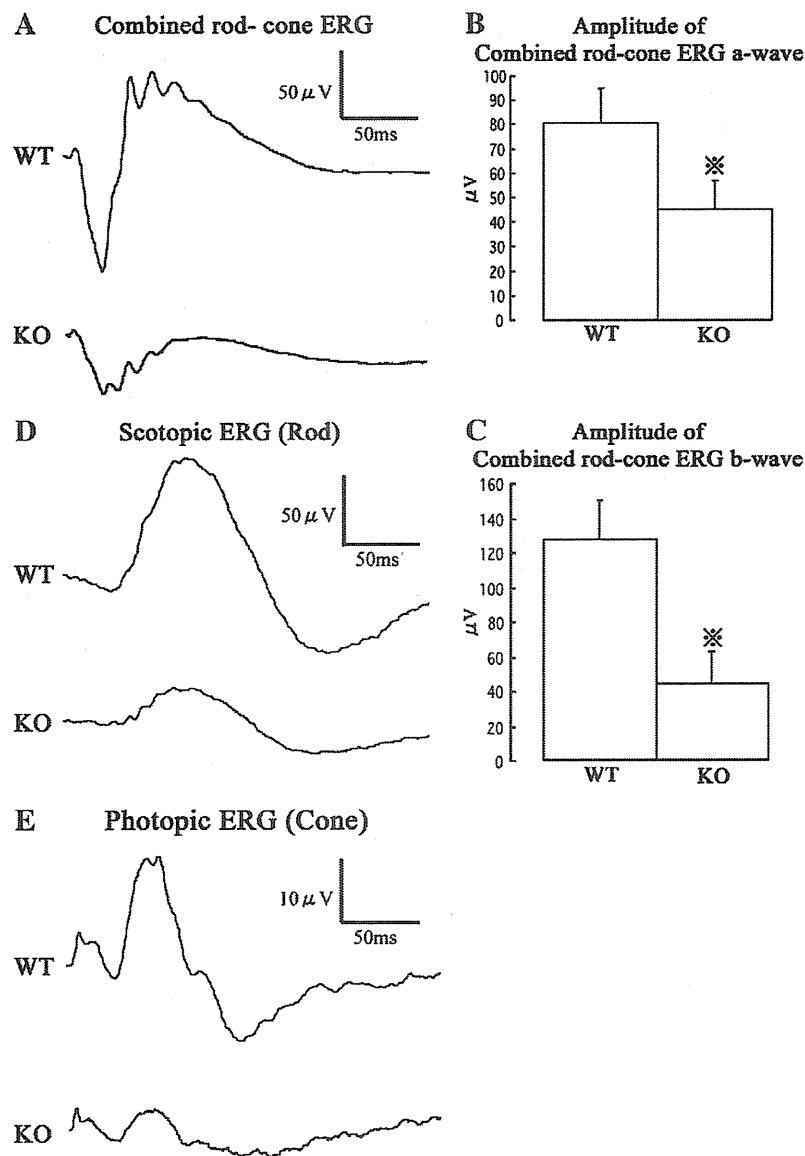 A Combined rod- cone ERG
50 μV
50ms
WT
KO
B Amplitude of
Combined rod-cone ERG a-wave
100
90
80
70
60
50
40
30
20
10
0
μV
※
WT KO
D Scotopic ERG (Rod)
50 μV
50ms
WT
KO
C Amplitude of
Combined rod-cone ERG b-wave
160
140
120
100
80
60
40
20
0
μV
※
WT KO
E Photopic ERG (Cone)
10 μV
50ms
WT
KO